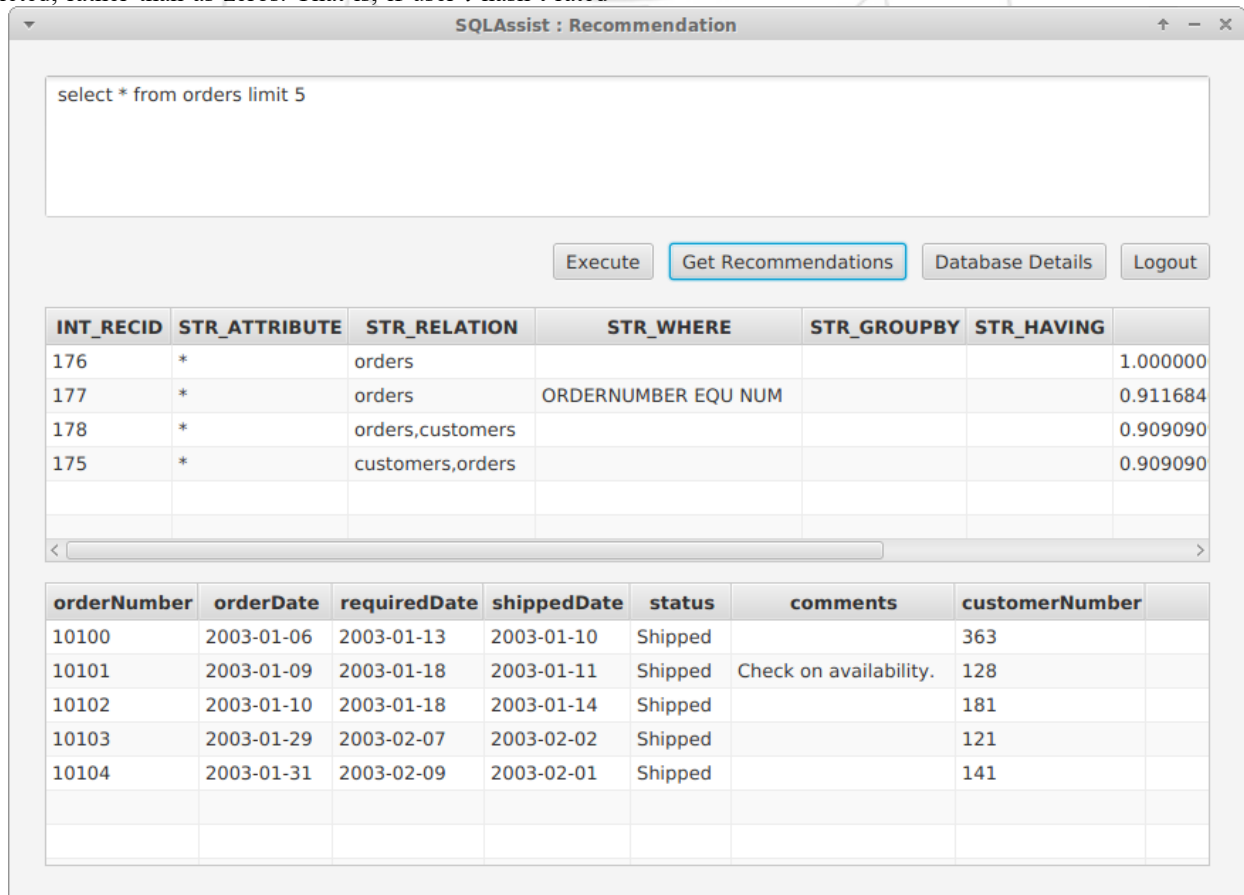 SQLAssist : Recommendation
select * from orders limit 5
Execute Get Recommendations Database Details Logout
INT_RECID STR_ATTRIBUTE STR_RELATION STR_WHERE STR_GROUPBY STR_HAVING
176 * orders 1.000000
177 * orders ORDERNUMBER EQU NUM 0.911684
178 * orders,customers 0.909090
175 * customers,orders 0.909090
orderNumber orderDate requiredDate shippedDate status comments customerNumber
10100 2003-01-06 2003-01-13 2003-01-10 Shipped 363
10101 2003-01-09 2003-01-18 2003-01-11 Shipped Check on availability. 128
10102 2003-01-10 2003-01-18 2003-01-14 Shipped 181
10103 2003-01-29 2003-02-07 2003-02-02 Shipped 121
10104 2003-01-31 2003-02-09 2003-02-01 Shipped 141